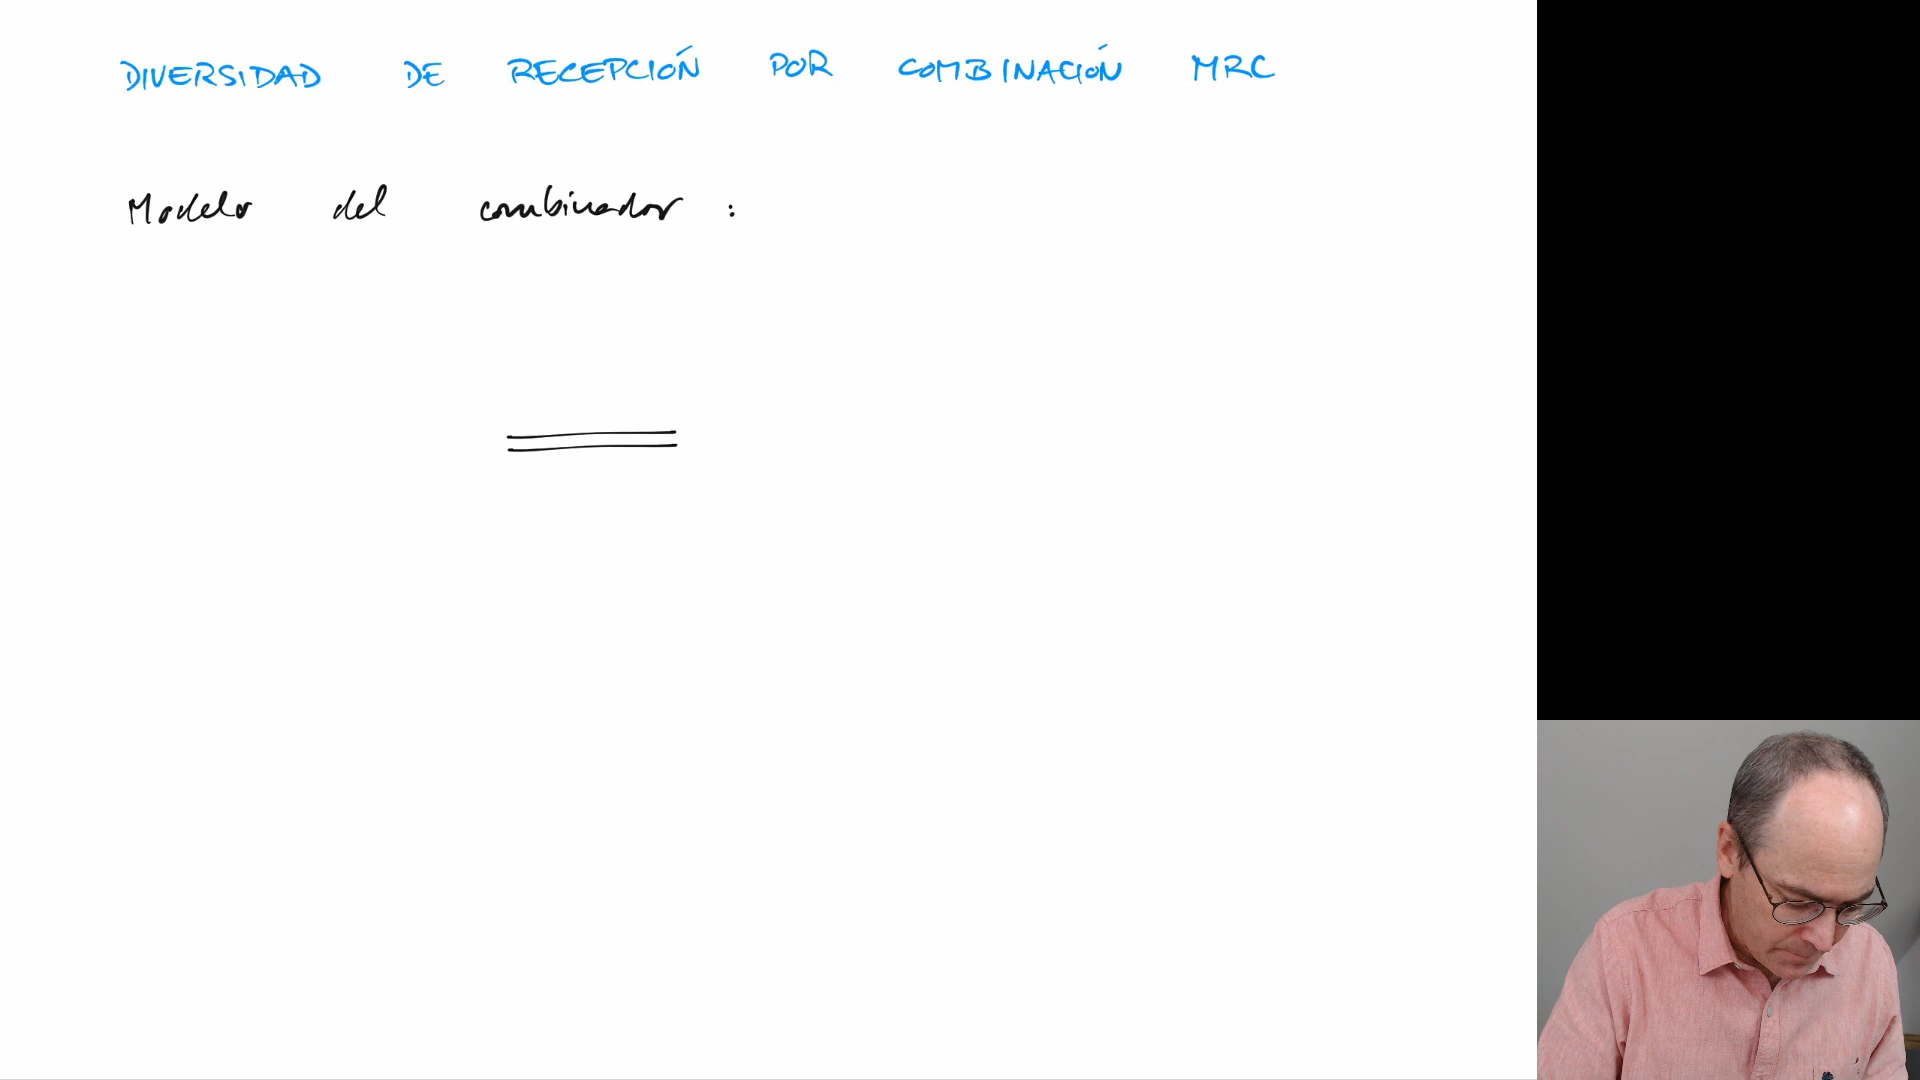 DIVERSIDAD DE RECEPCIÓN POR COMBINACIÓN MRC
Modelo del combinador :